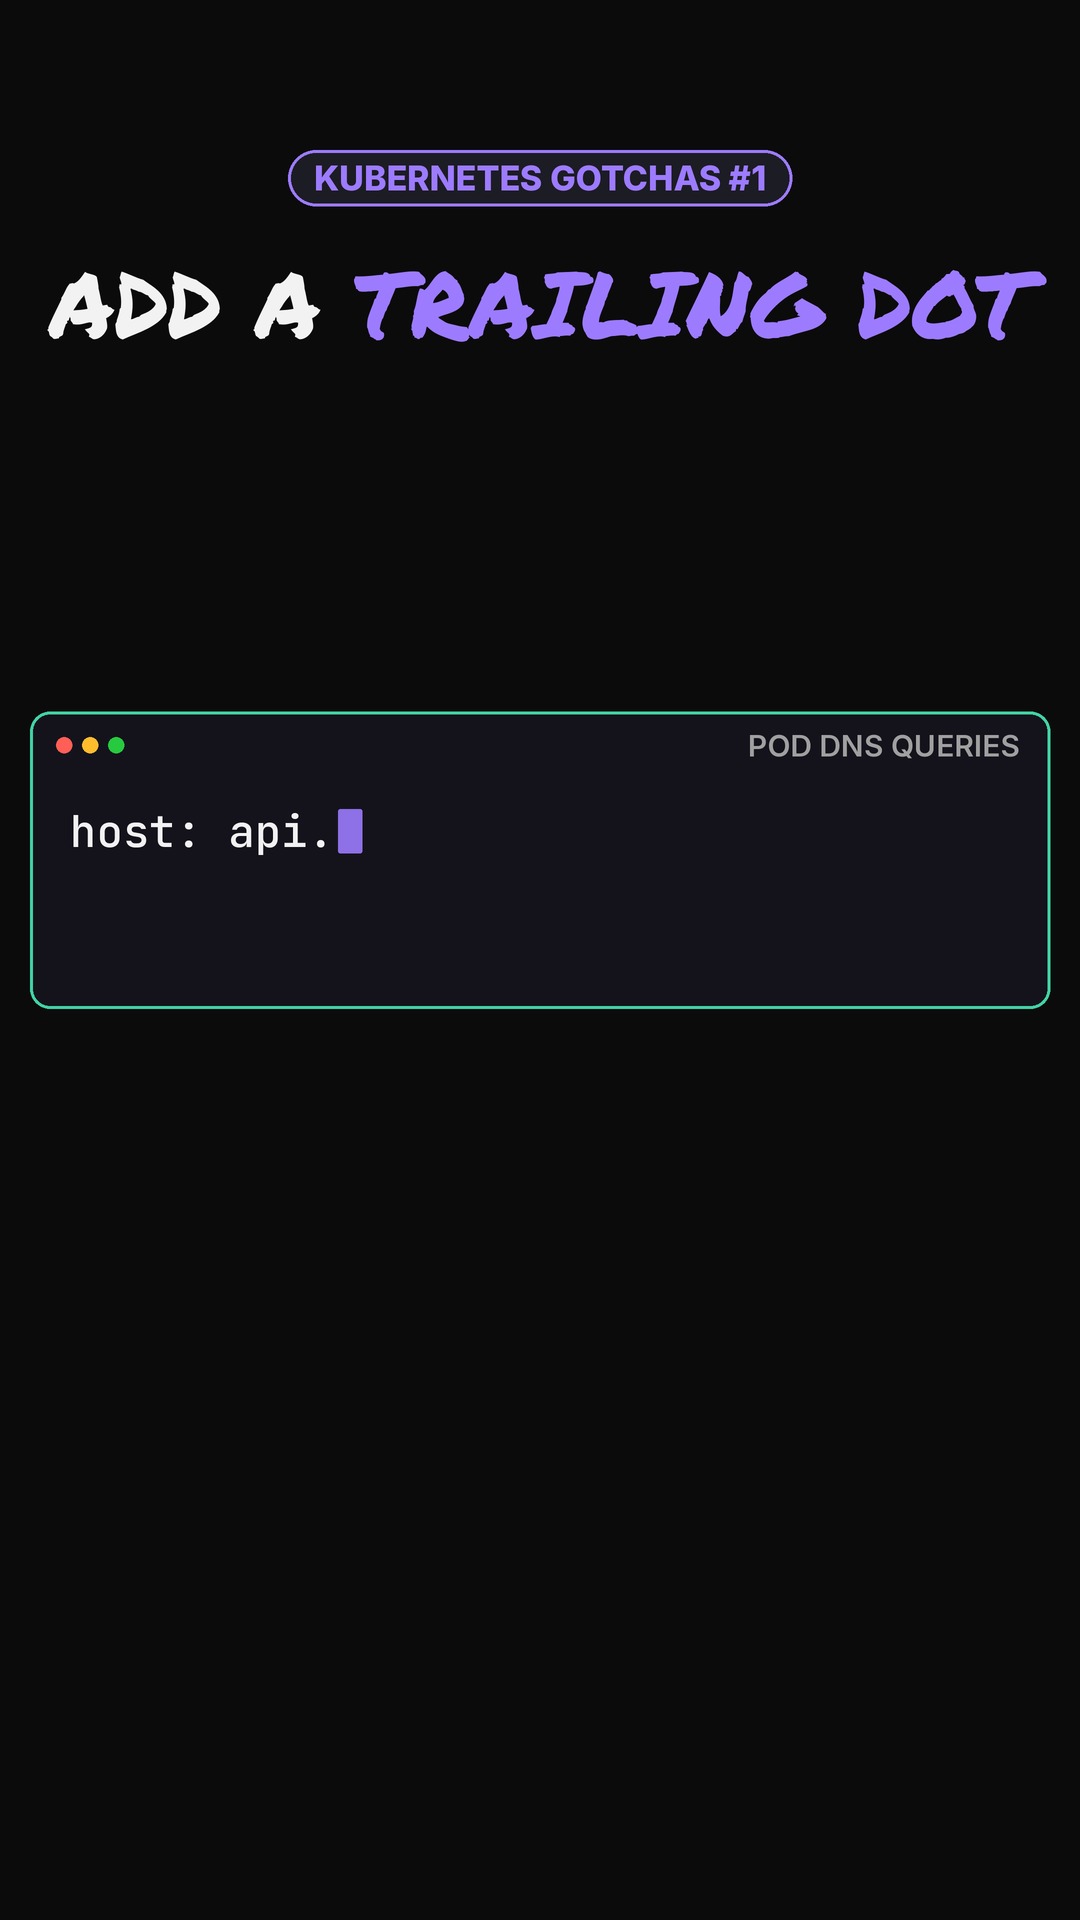 KUBERNETES GOTCHAS #1
ADD A TRAILING DOT
POD DNS QUERIES
host: api.